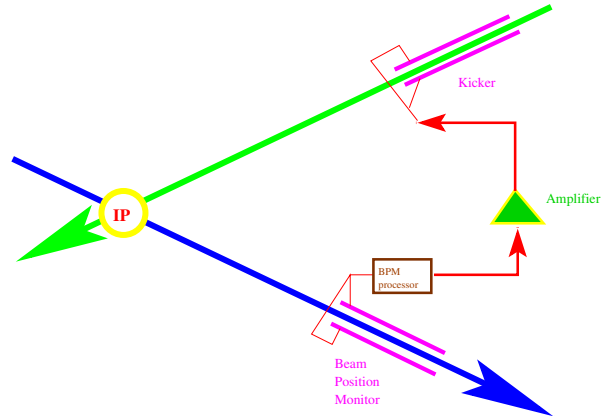 Kicker
Amplifier
IP
BPM
processor
Beam
Position
Monitor